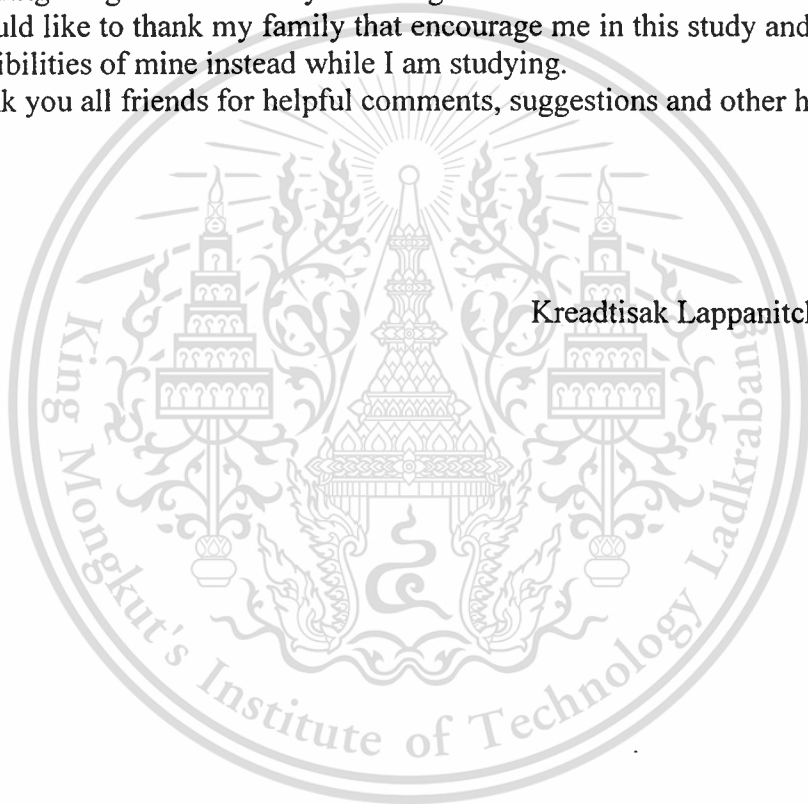 uld like to thank my family that encourage me in this study and
ibilities of mine instead while I am studying.
k you all friends for helpful comments, suggestions and other h
Kreadtisak Lappanitc
King Mongkut's Institute of Technology Ladkrabang